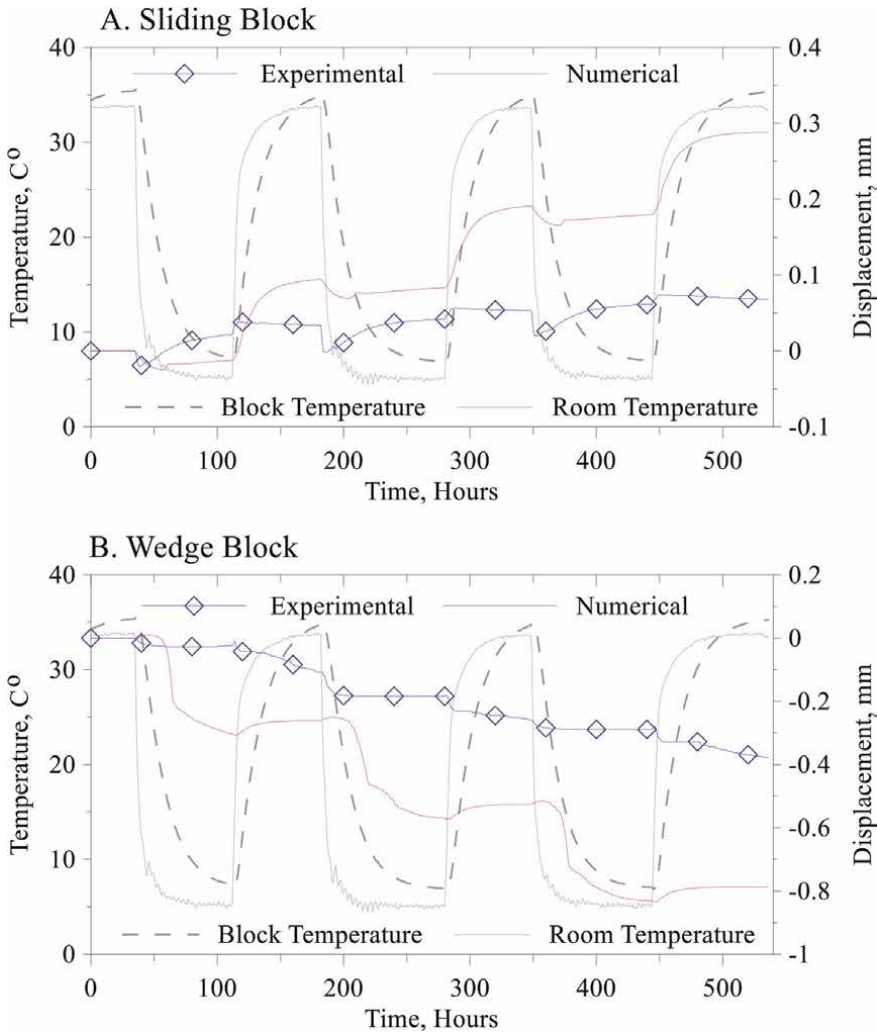 A. Sliding Block
40
30
20
10
0
Temperature, C°
Experimental
Numerical
Block Temperature
Room Temperature
0.4
0.3
0.2
0.1
0
-0.1
Displacement, mm
0 100 200 300 400 500
Time, Hours
B. Wedge Block
40
30
20
10
0
Temperature, C°
Experimental
Numerical
Block Temperature
Room Temperature
0.2
0
-0.2
-0.4
-0.6
-0.8
-1
Displacement, mm
0 100 200 300 400 500
Time, Hours